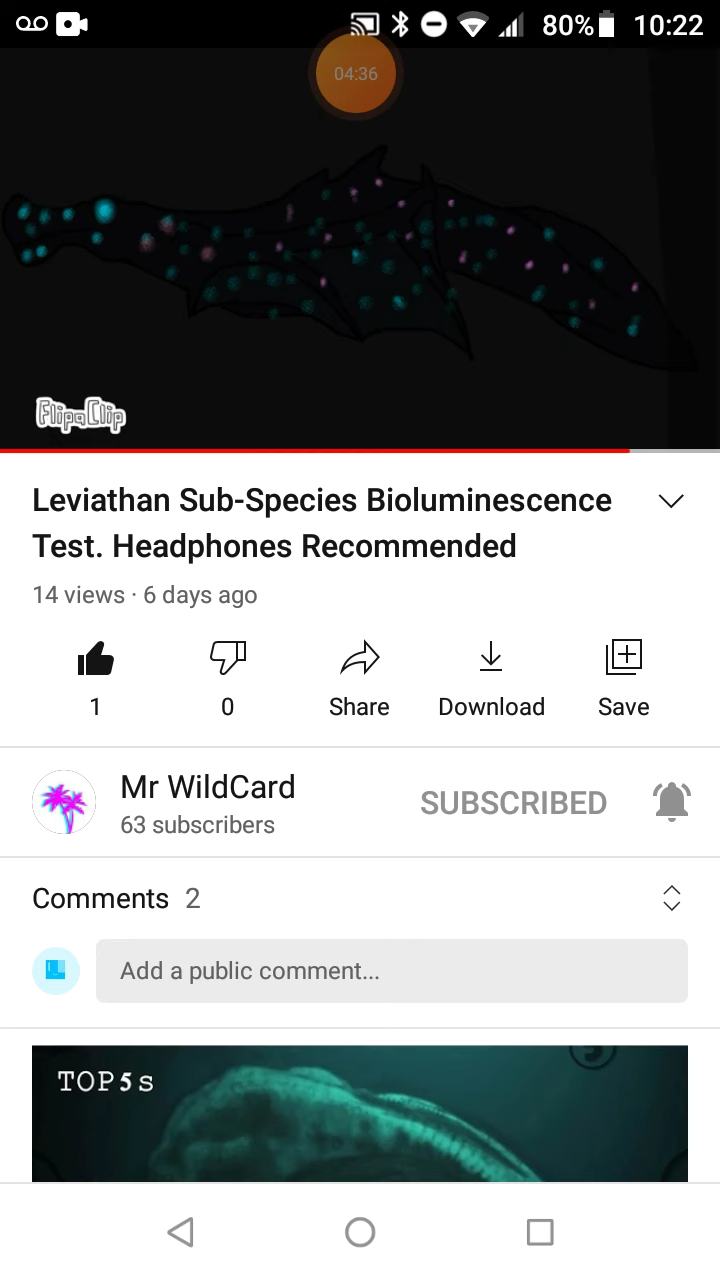 80% 10:22
04:36
FlipaClip
Leviathan Sub-Species Bioluminescence
Test. Headphones Recommended
14 views · 6 days ago
1 0 Share Download Save
Mr WildCard
63 subscribers
SUBSCRIBED
Comments 2
Add a public comment...
TOP5s